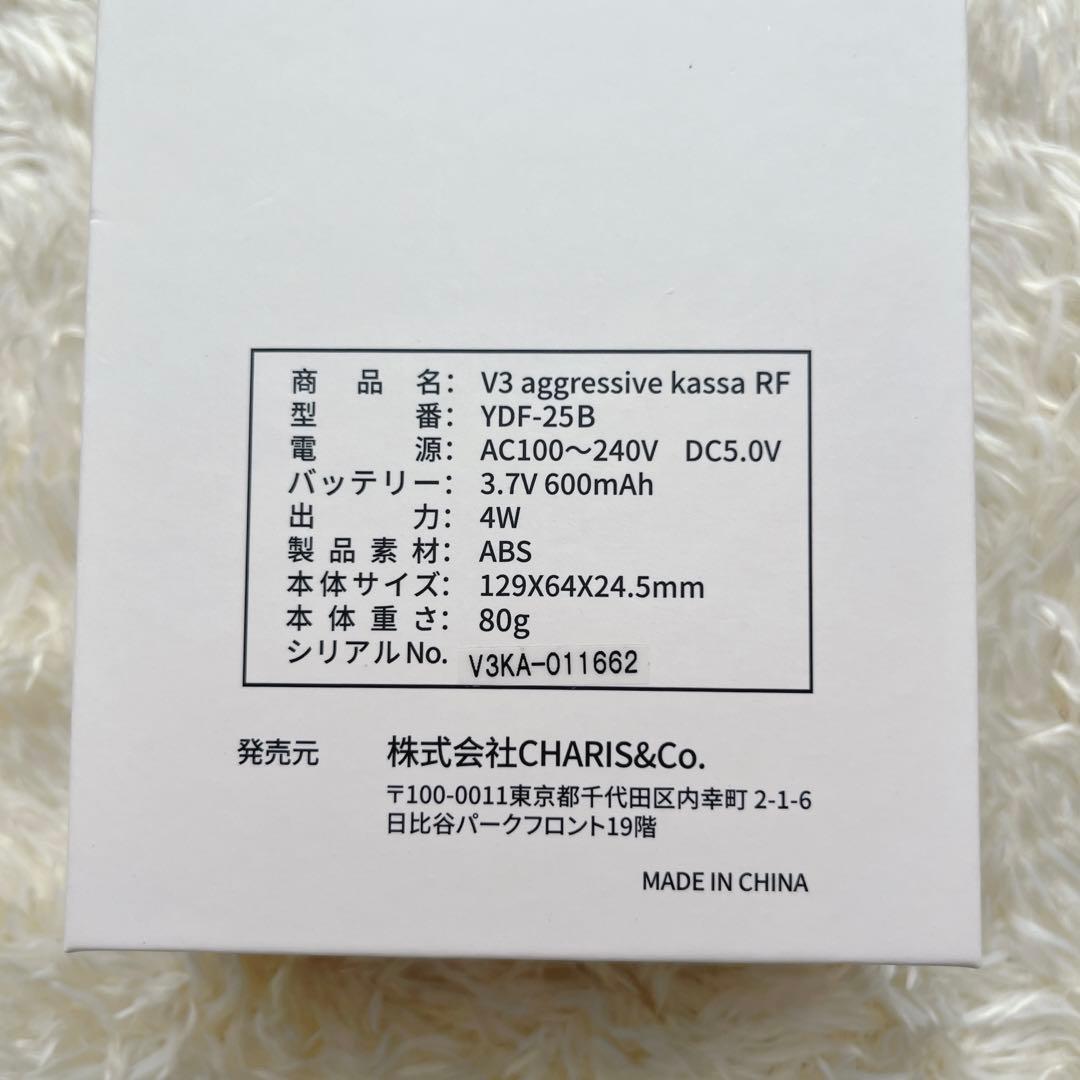 商品名： V3 aggressive kassa RF
型番： YDF-25B
電源： AC100～240V DC5.0V
バッテリー： 3.7V 600mAh
出力： 4W
製品素材： ABS
本体サイズ： 129X64X24.5mm
本体重さ： 80g
シリアルNo. V3KA-011662
発売元 株式会社CHARIS&Co.
〒100-0011東京都千代田区内幸町 2-1-6
日比谷パークフロント19階
MADE IN CHINA